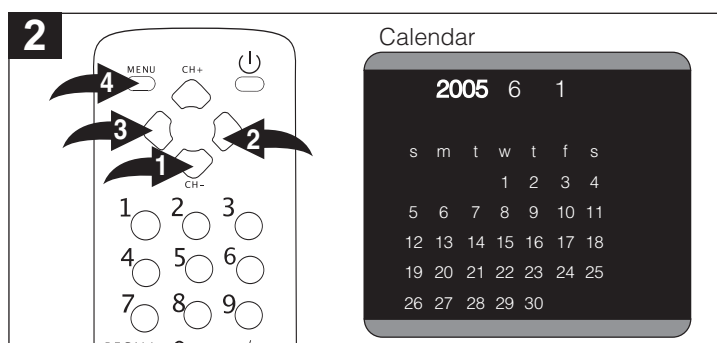 2
Calendar
MENU CH+
4
3
2
1
CH-
1 2 3
4 5 6
7 8 9
2005 6 1
s m t w t f s
1 2 3 4
5 6 7 8 9 10 11
12 13 14 15 16 17 18
19 20 21 22 23 24 25
26 27 28 29 30